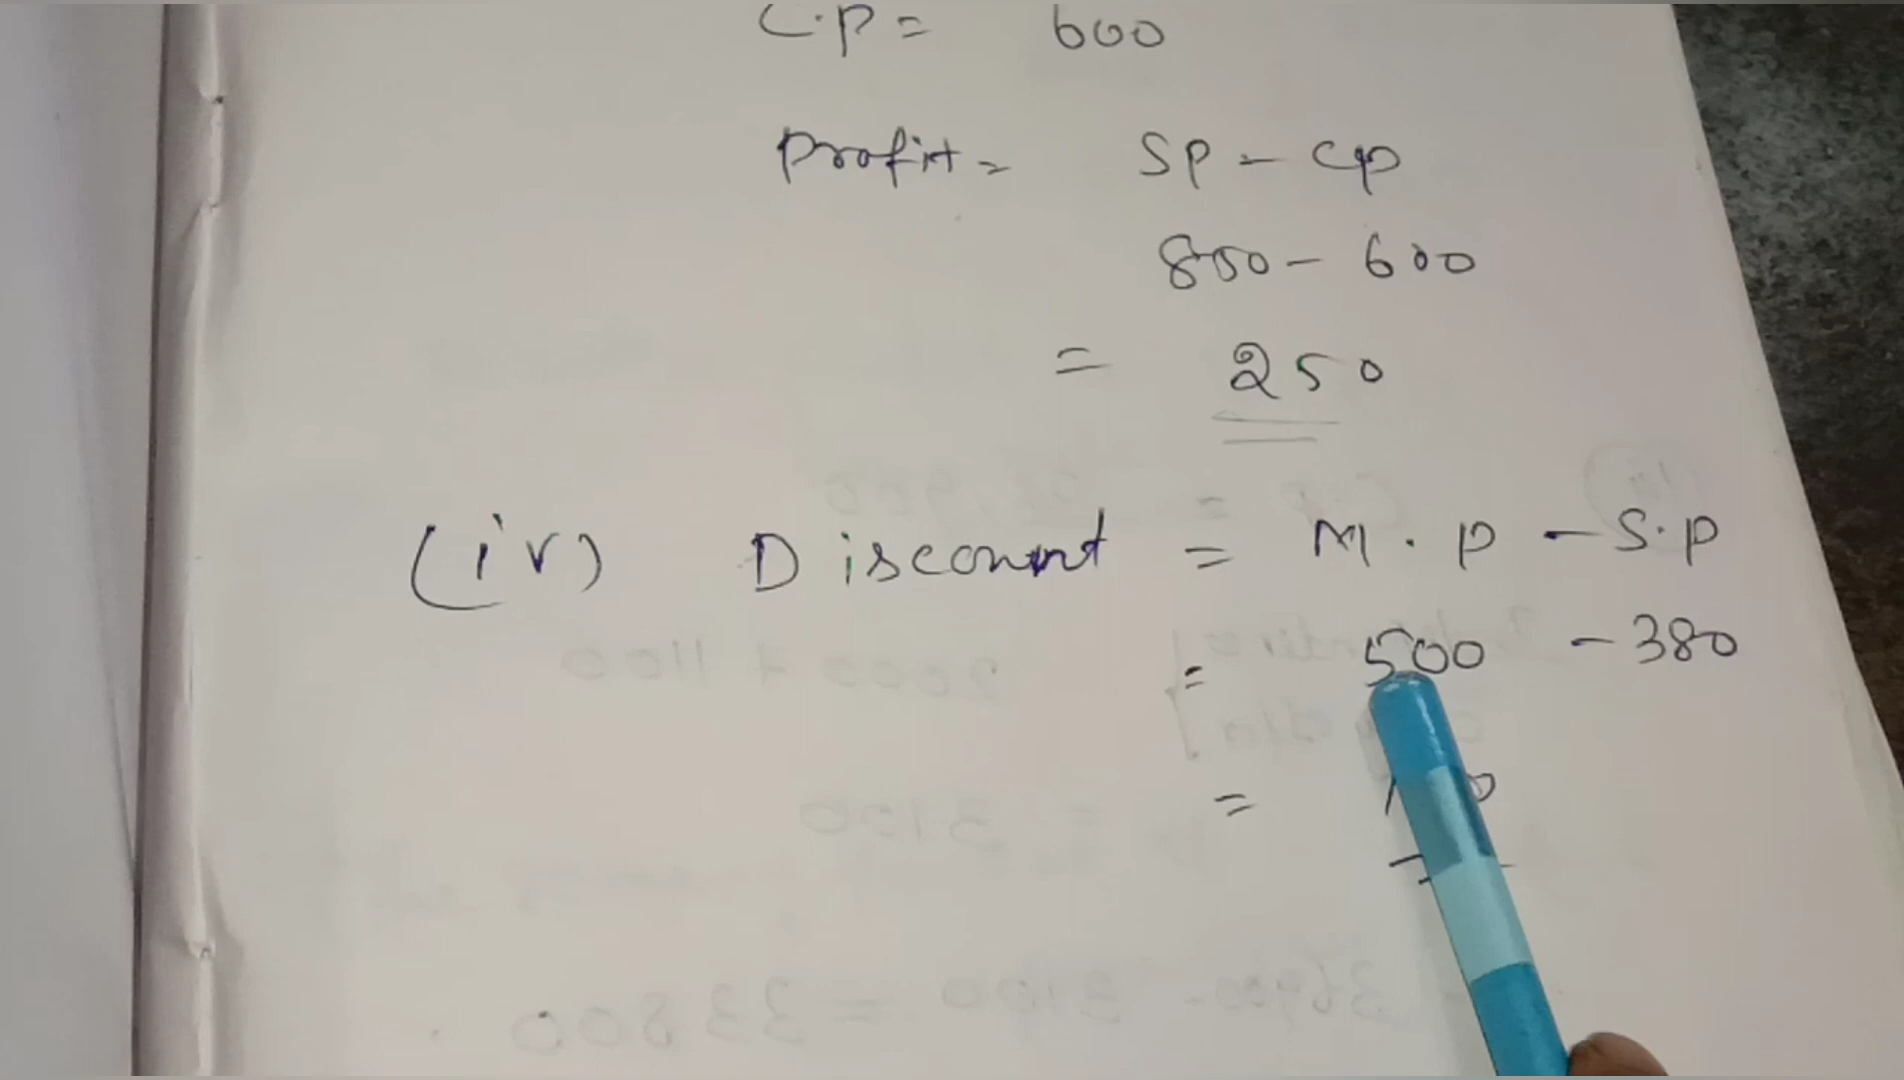 C.P = 600
Profit = SP - CP
850 - 600
= 250
(iv) Discount = M.P - S.P
= 500 - 380
=